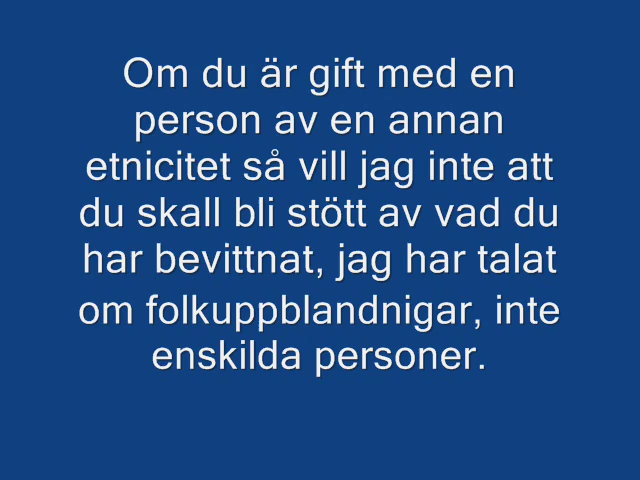 Om du är gift med en
person av en annan
etnicitet så vill jag inte att
du skall bli stött av vad du
har bevittnat, jag har talat
om folkuppblandnigar, inte
enskilda personer.